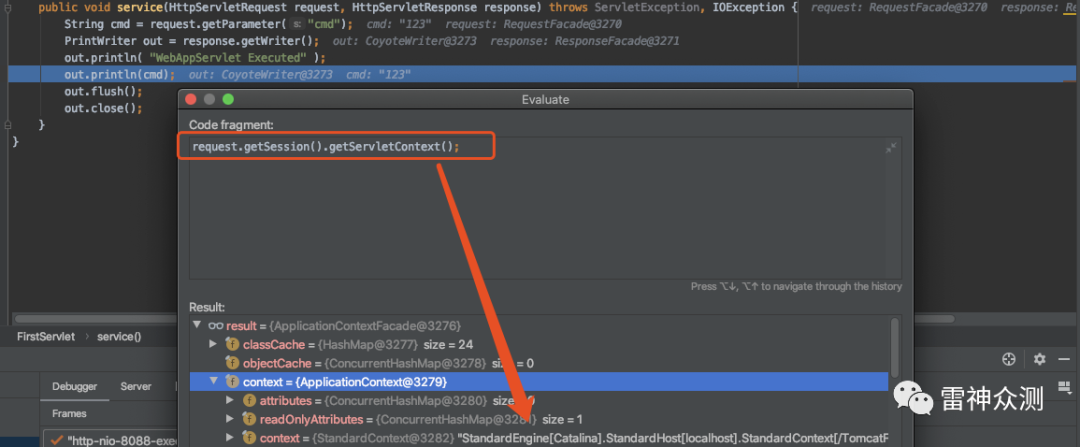 public void service(HttpServletRequest request, HttpServletResponse response) throws ServletException, IOException {  request: RequestFacade@3270  response: Re
String cmd = request.getParameter( s: "cmd");  cmd: "123"  request: RequestFacade@3270
PrintWriter out = response.getWriter();  out: CoyoteWriter@3273  response: ResponseFacade@3271
out.println( "WebAppServlet Executed" );
out.println(cmd);  out: CoyoteWriter@3273  cmd: "123"
out.flush();
out.close();
}
}
Evaluate
Code fragment:
request.getSession().getServletContext();
Press ⌥↓, ⌥↑ to navigate through the history
Result:
result = {ApplicationContextFacade@3276}
classCache = {HashMap@3277} size = 24
objectCache = {ConcurrentHashMap@3278} size = 0
context = {ApplicationContext@3279}
attributes = {ConcurrentHashMap@3280} size
readOnlyAttributes = {ConcurrentHashMap@3281} size = 1
context = {StandardContext@3282} "StandardEngine[Catalina].StandardHost[localhost].StandardContext[/TomcatF
FirstServlet › service()
Debugger
Server
Frames
"http-nio-8088-exe
雷神众测